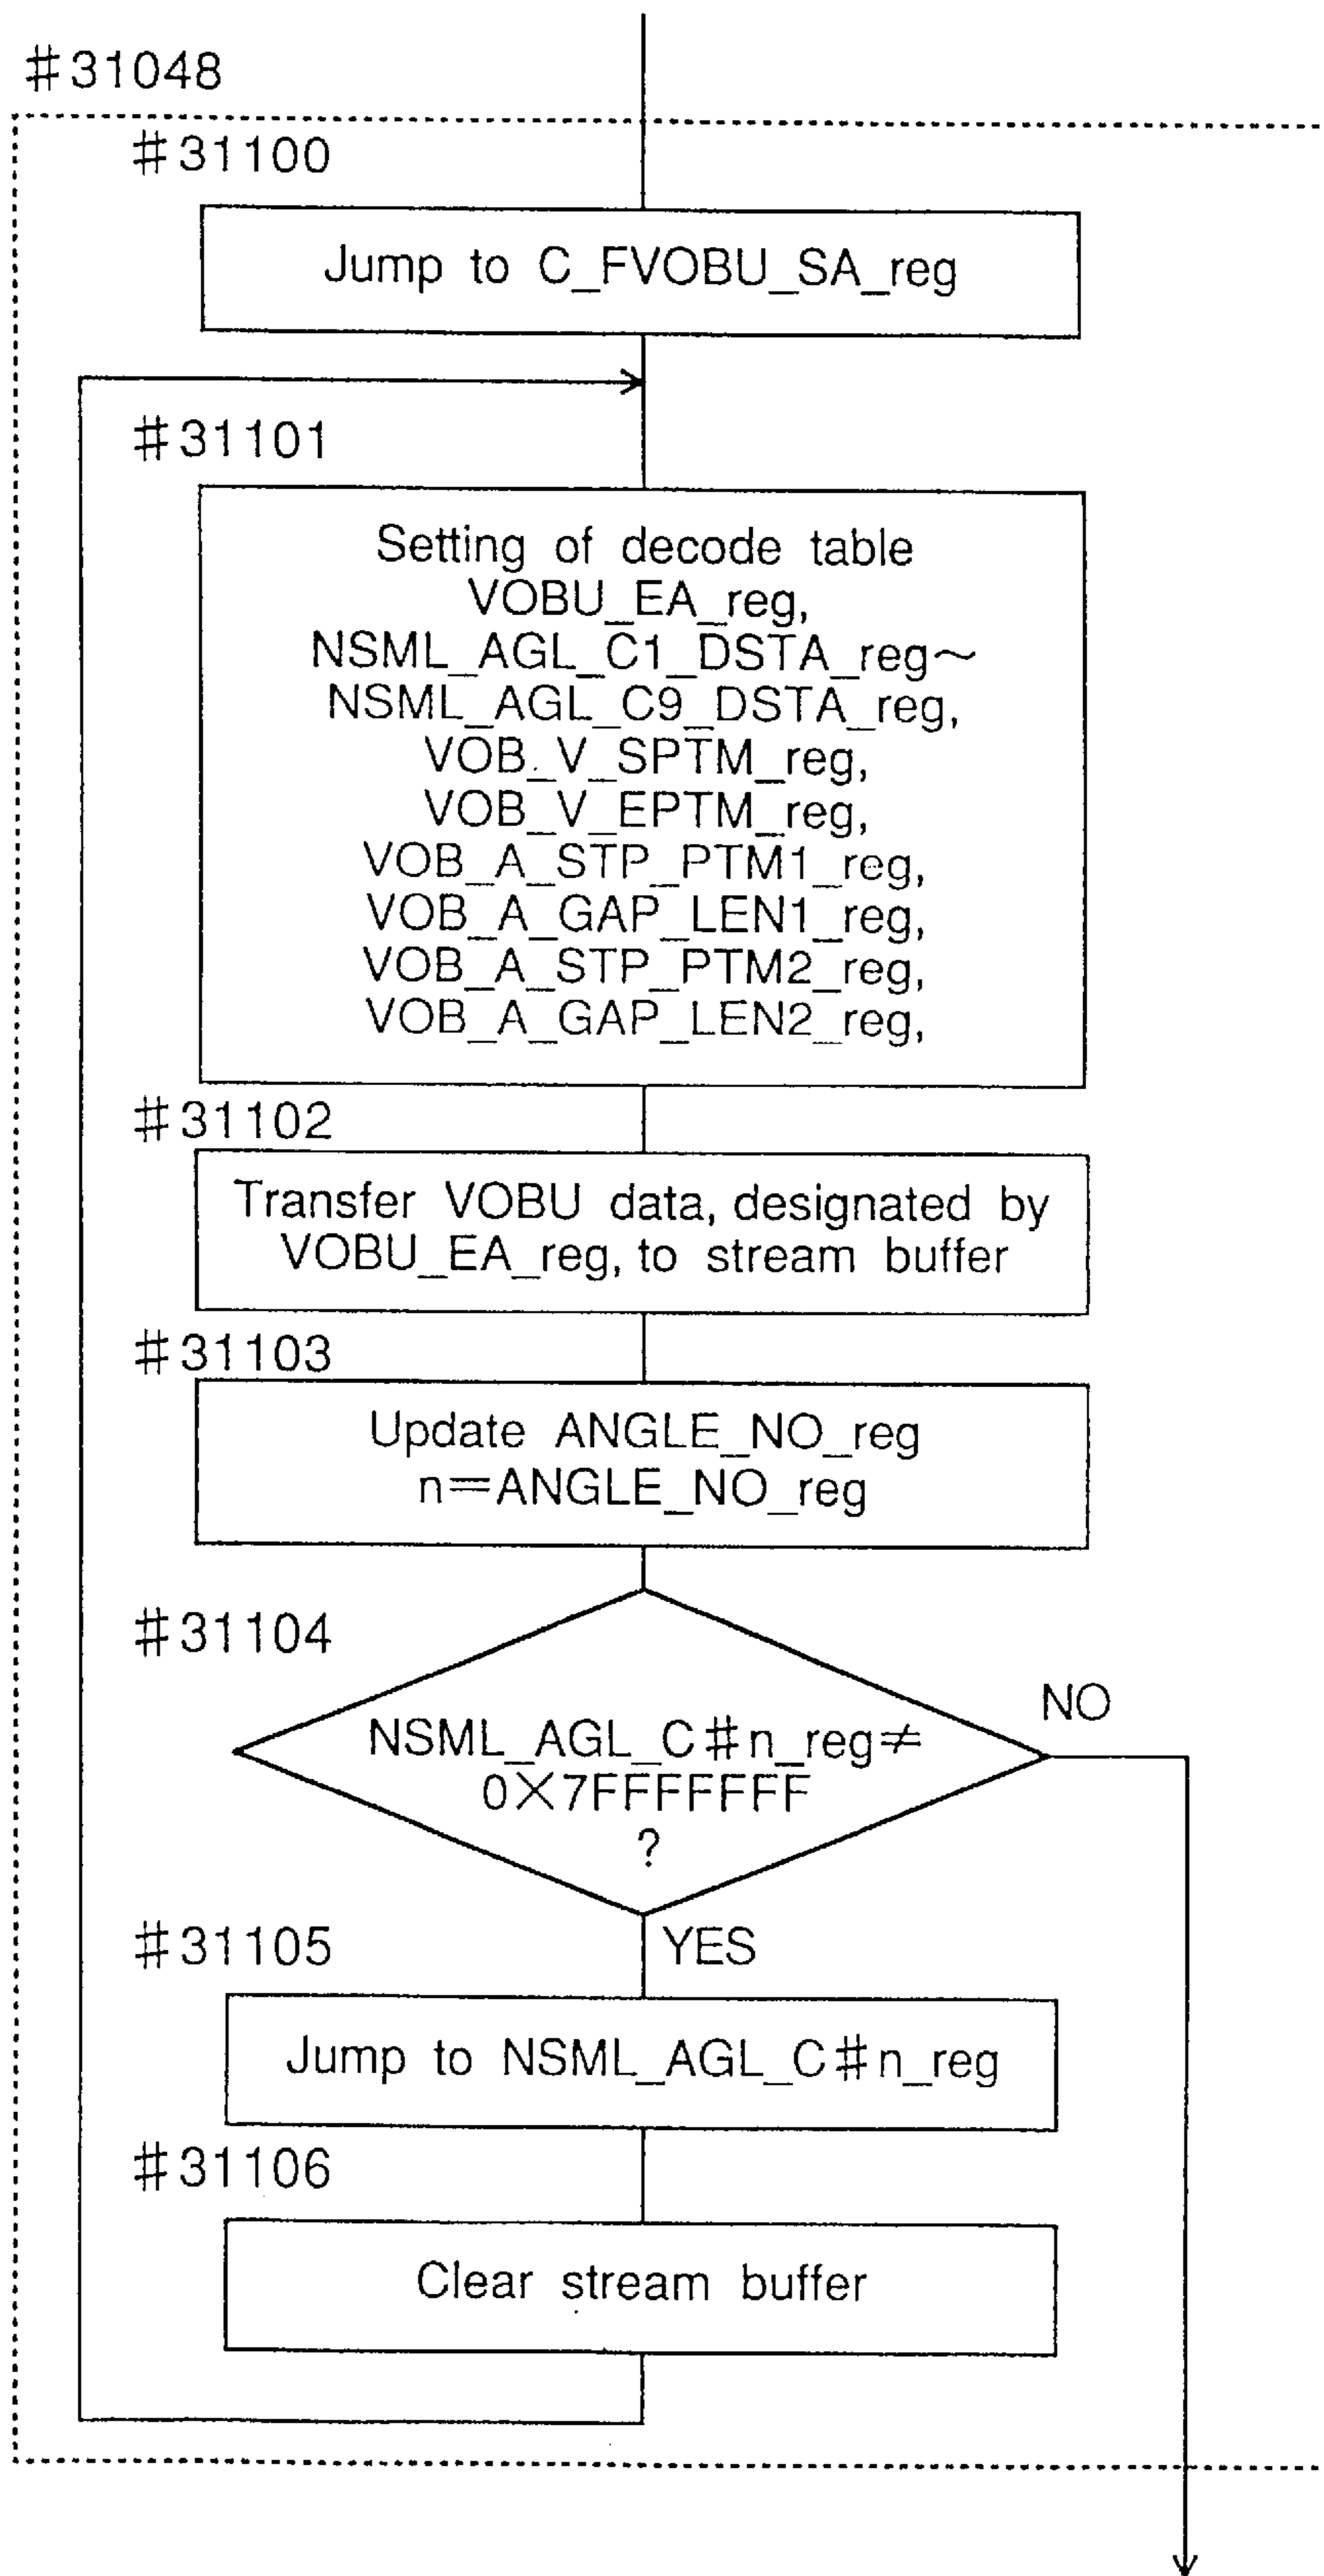 #31048
#31100
Jump to C_FVOBU_SA_reg
#31101
Setting of decode table
VOBU_EA_reg,
NSML_AGL_C1_DSTA_reg~
NSML_AGL_C9_DSTA_reg,
VOB_V_SPTM_reg,
VOB_V_EPTM_reg,
VOB_A_STP_PTM1_reg,
VOB_A_GAP_LEN1_reg,
VOB_A_STP_PTM2_reg,
VOB_A_GAP_LEN2_reg,
#31102
Transfer VOBU data, designated by
VOBU_EA_reg, to stream buffer
#31103
Update ANGLE_NO_reg
n=ANGLE_NO_reg
#31104
NO
NSML_AGL_C#n_reg≠
0X7FFFFFFF
?
#31105
YES
Jump to NSML_AGL_C#n_reg
#31106
Clear stream buffer